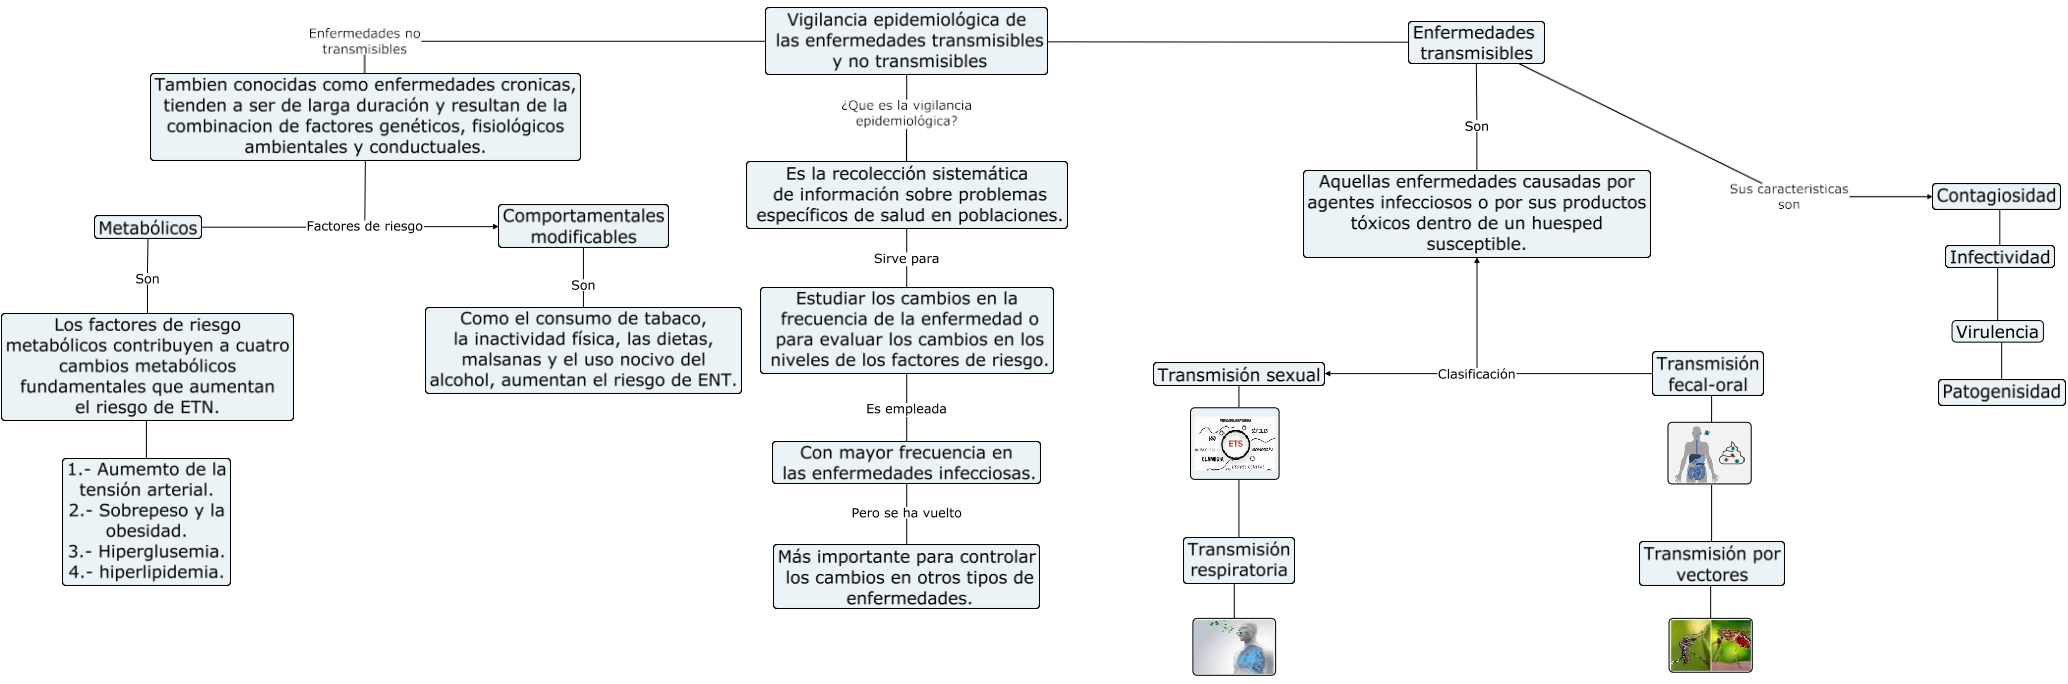 Vigilancia epidemiológica de
las enfermedades transmisibles
y no transmisibles
Enfermedades no
transmisibles
Tambien conocidas como enfermedades cronicas,
tienden a ser de larga duración y resultan de la
combinacion de factores genéticos, fisiológicos
ambientales y conductuales.
Factores de riesgo
Metabólicos
Son
Los factores de riesgo
metabólicos contribuyen a cuatro
cambios metabólicos
fundamentales que aumentan
el riesgo de ETN.
1.- Aumemto de la
tensión arterial.
2.- Sobrepeso y la
obesidad.
3.- Hiperglusemia.
4.- hiperlipidemia.
Comportamentales
modificables
Son
Como el consumo de tabaco,
la inactividad física, las dietas,
malsanas y el uso nocivo del
alcohol, aumentan el riesgo de ENT.
¿Que es la vigilancia
epidemiológica?
Es la recolección sistemática
de información sobre problemas
específicos de salud en poblaciones.
Sirve para
Estudiar los cambios en la
frecuencia de la enfermedad o
para evaluar los cambios en los
niveles de los factores de riesgo.
Es empleada
Con mayor frecuencia en
las enfermedades infecciosas.
Pero se ha vuelto
Más importante para controlar
los cambios en otros tipos de
enfermedades.
Enfermedades
transmisibles
Son
Aquellas enfermedades causadas por
agentes infecciosos o por sus productos
tóxicos dentro de un huesped
susceptible.
Clasificación
Transmisión sexual
ETS
CLAMIDIA
Transmisión
respiratoria
Transmisión
fecal-oral
Transmisión por
vectores
Sus caracteristicas
son
Contagiosidad
Infectividad
Virulencia
Patogenisidad